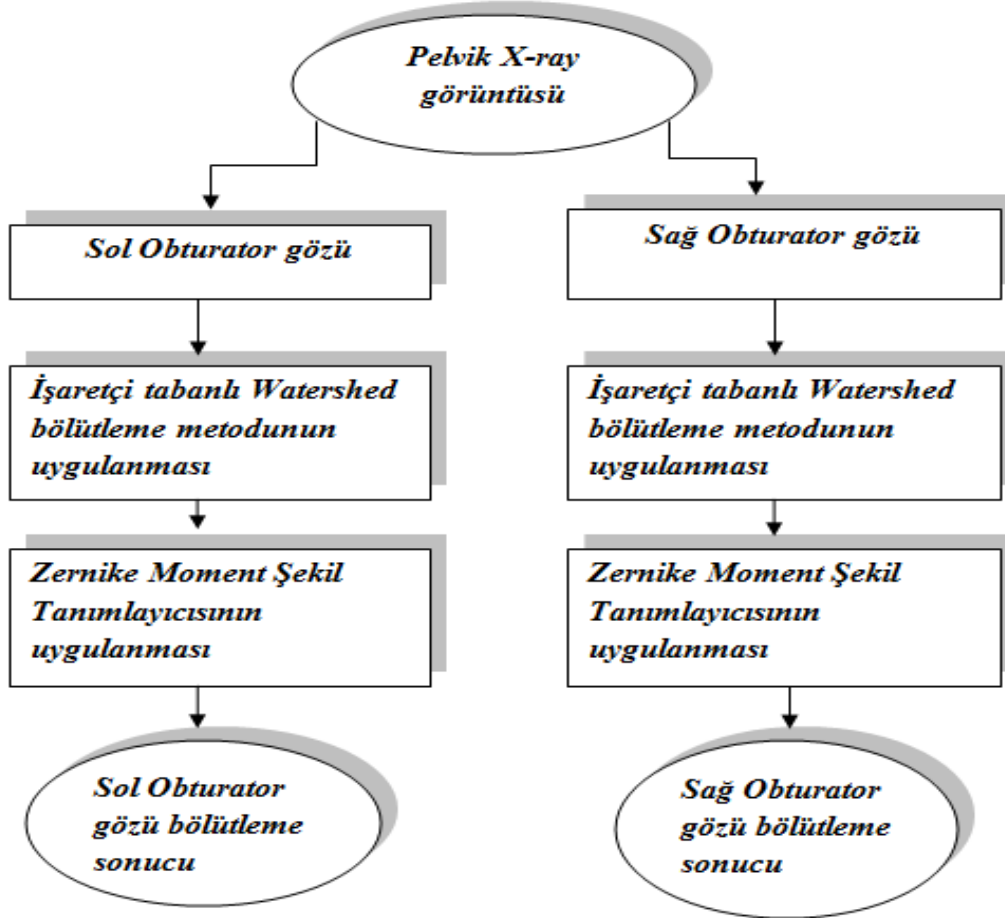 Pelvik X-ray
görüntüsü
Sol Obturator gözü
Sağ Obturator gözü
İşaretçi tabanlı Watershed
bölütleme metodunun
uygulanması
İşaretçi tabanlı Watershed
bölütleme metodunun
uygulanması
Zernike Moment Şekil
Tanımlayıcısının
uygulanması
Zernike Moment Şekil
Tanımlayıcısının
uygulanması
Sol Obturator
gözü bölütleme
sonucu
Sağ Obturator
gözü bölütleme
sonucu